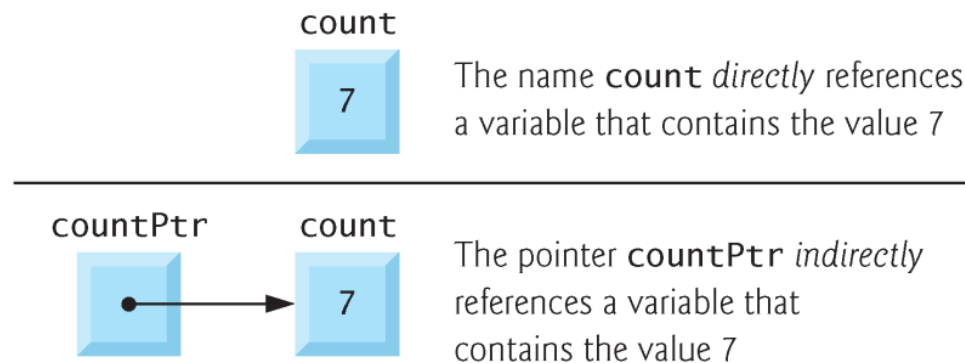 count
7
The name count directly references
a variable that contains the value 7
countPtr
count
7
The pointer countPtr indirectly
references a variable that
contains the value 7